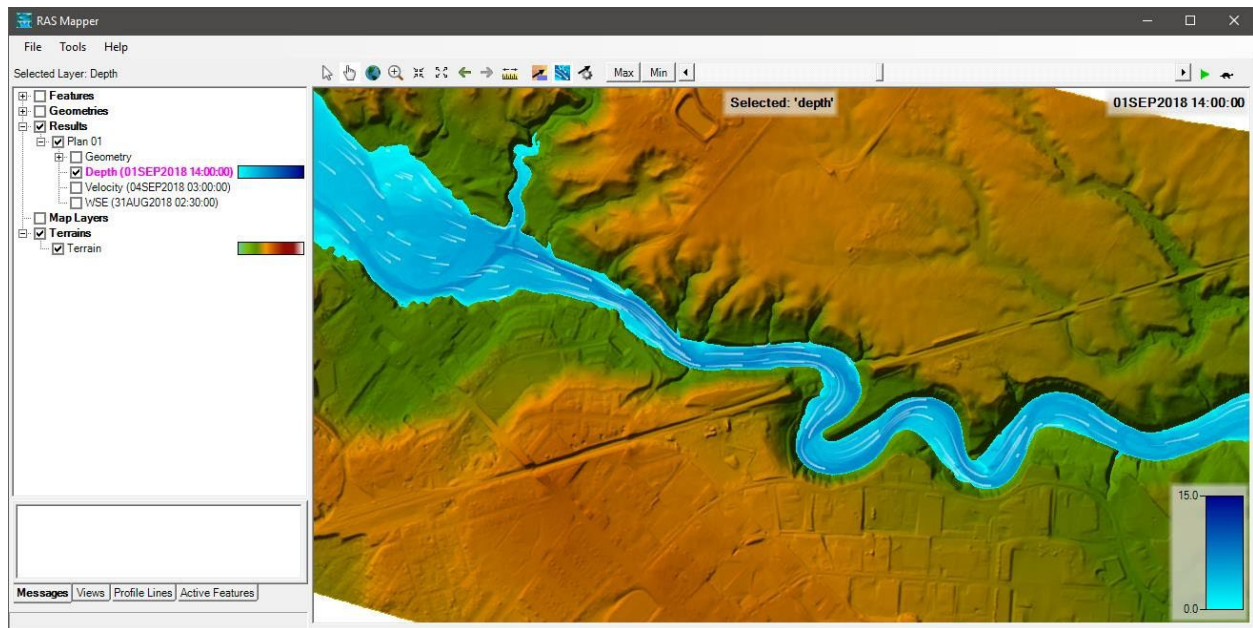 RAS Mapper
File Tools Help
Selected Layer: Depth
Max Min
Features
Geometries
Results
Plan 01
Geometry
Depth (01SEP2018 14:00:00)
Velocity (04SEP2018 03:00:00)
WSE (31AUG2018 02:30:00)
Map Layers
Terrains
Terrain
Selected: 'depth'
01SEP2018 14:00:00
15.0
0.0
Messages Views Profile Lines Active Features